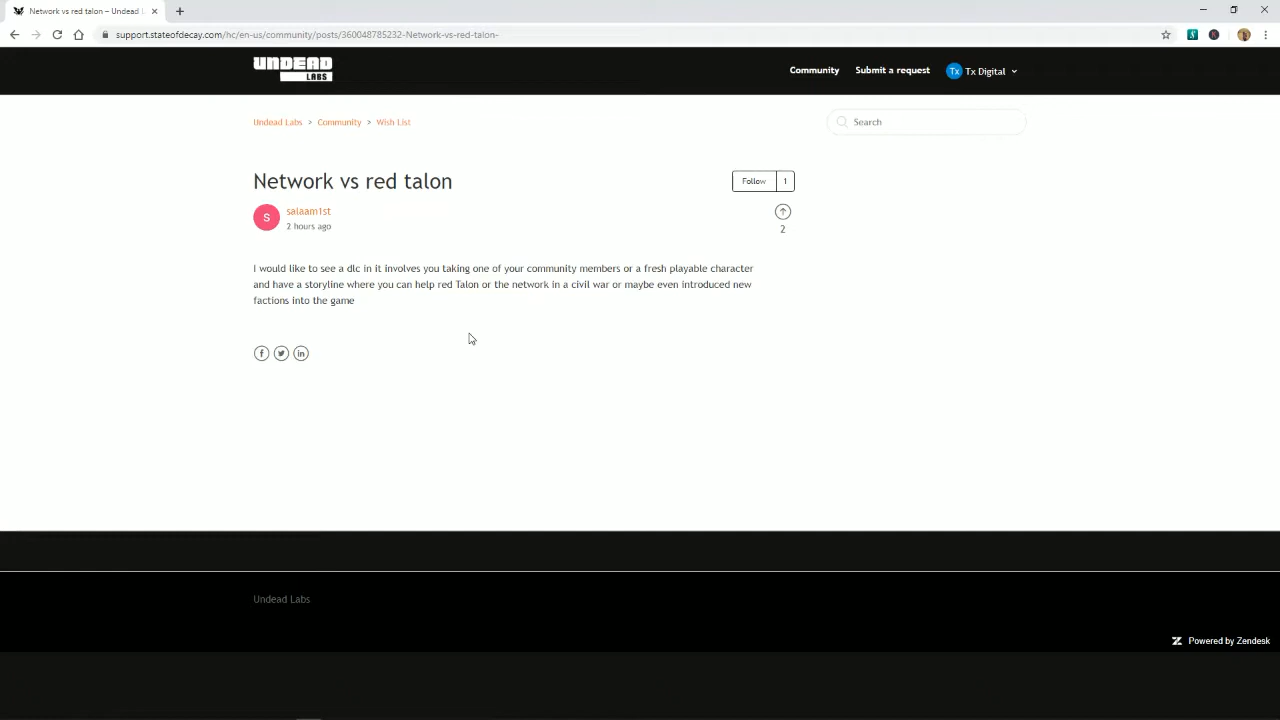 Network vs red talon – Undead L
support.stateofdecay.com/hc/en-us/community/posts/360048785232-Network-vs-red-talon-
UNDEAD
LABS
Community
Submit a request
Tx
Tx Digital
Undead Labs > Community > Wish List
Search
Network vs red talon
Follow 1
S
salaam1st
2 hours ago
2
I would like to see a dlc in it involves you taking one of your community members or a fresh playable character
and have a storyline where you can help red Talon or the network in a civil war or maybe even introduced new
factions into the game
Undead Labs
Powered by Zendesk